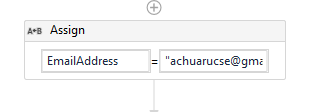 A+B Assign
EmailAddress = "achuarucse@gma